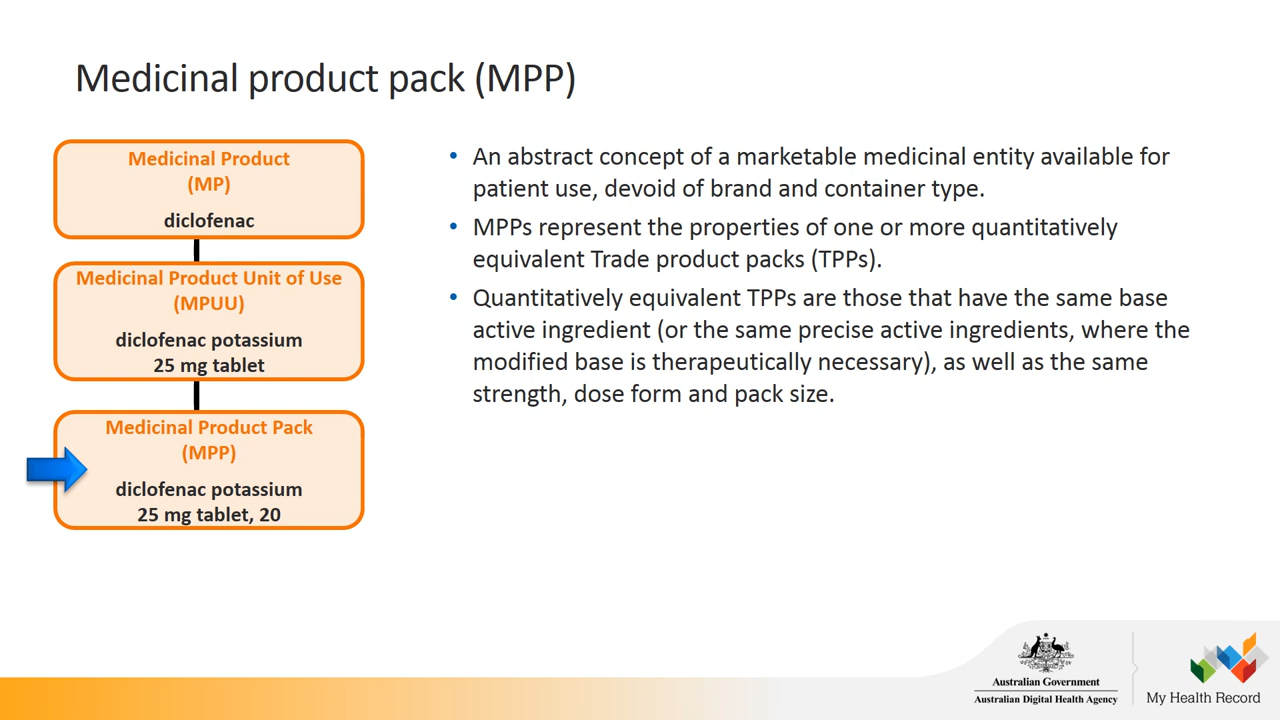 Medicinal product pack (MPP)
Medicinal Product
(MP)
diclofenac
Medicinal Product Unit of Use
(MPUU)
diclofenac potassium
25 mg tablet
Medicinal Product Pack
(MPP)
diclofenac potassium
25 mg tablet, 20
• An abstract concept of a marketable medicinal entity available for
patient use, devoid of brand and container type.
• MPPs represent the properties of one or more quantitatively
equivalent Trade product packs (TPPs).
• Quantitatively equivalent TPPs are those that have the same base
active ingredient (or the same precise active ingredients, where the
modified base is therapeutically necessary), as well as the same
strength, dose form and pack size.
Australian Government
Australian Digital Health Agency
My Health Record